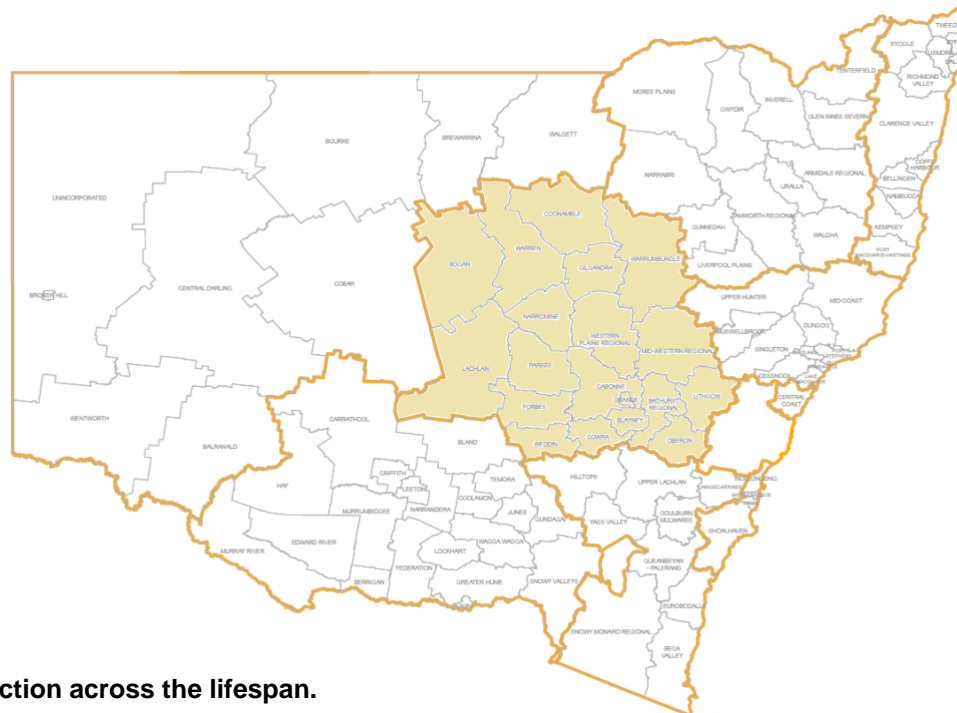 TWEED
KYOGLE
TENTERFIELD
RICHMOND
VALLEY
MOREE PLAINS
INVERELL
GWYDIR
GLEN INNES SEVERN
CLARENCE VALLEY
BOURKE
BREWARRINA
WALGETT
COFFS
HARBOUR
BELLINGEN
NARRABRI
ARMIDALE REGIONAL
URALLA
NAMBUCCA
UNINCORPORATED
COONAMBLE
GUNNEDAH
TAMWORTH REGIONAL
KEMPSEY
WALCHA
WARREN
PORT
MACQUARIE-HASTINGS
BOGAN
WARRUMBUNGLE
LIVERPOOL PLAINS
GILGANDRA
COBAR
CENTRAL DARLING
BROKEN HILL
UPPER HUNTER
MID-COAST
NARROMINE
DUNGOG
MUSWELLBROOK
WESTERN
PLAINS REGIONAL
SINGLETON
MID-WESTERN REGIONAL
PORT
STEPHENS
PARKES
CESSNOCK
LACHLAN
CABONNE
ORANGE
LITHGOW
CENTRAL
COAST
BATHURST
REGIONAL
FORBES
WENTWORTH
CARRATHOOL
BLAYNEY
OBERON
COWRA
WEDDIN
BLAND
BALRANALD
GRIFFITH
TEMORA
HILLTOPS
UPPER LACHLAN
WOLLONGONG
WINGECARRIBEE
HAY
LEETON
COOLAMON
MURRUMBIDGEE
NARRANDERA
JUNEE
GOULBURN
MULWAREE
GUNDAGAI
YASS VALLEY
SHOALHAVEN
EDWARD RIVER
WAGGA WAGGA
MURRAY RIVER
LOCKHART
QUEANBEYAN
- PALERANG
FEDERATION
BERRIGAN
GREATER HUME
SNOWY VALLEYS
EUROBODALLA
SNOWY MONARO REGIONAL
BEGA
VALLEY
ction across the lifespan.